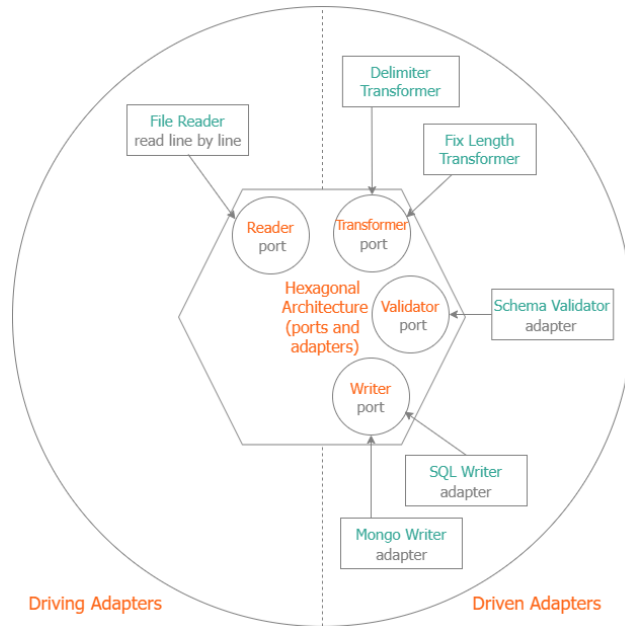 Delimiter
Transformer
File Reader
read line by line
Fix Length
Transformer
Reader
port
Transformer
port
Hexagonal
Architecture
(ports and
adapters)
Validator
port
Schema Validator
adapter
Writer
port
SQL Writer
adapter
Mongo Writer
adapter
Driving Adapters
Driven Adapters